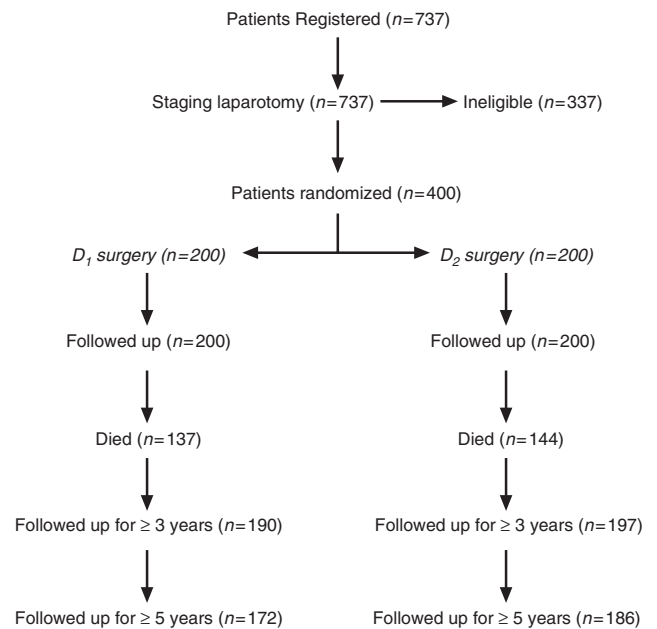 Patients Registered (n=737)
Staging laparotomy (n=737)
Ineligible (n=337)
Patients randomized (n=400)
D1 surgery (n=200)
D2 surgery (n=200)
Followed up (n=200)
Followed up (n=200)
Died (n=137)
Died (n=144)
Followed up for ≥ 3 years (n=190)
Followed up for ≥ 3 years (n=197)
Followed up for ≥ 5 years (n=172)
Followed up for ≥ 5 years (n=186)